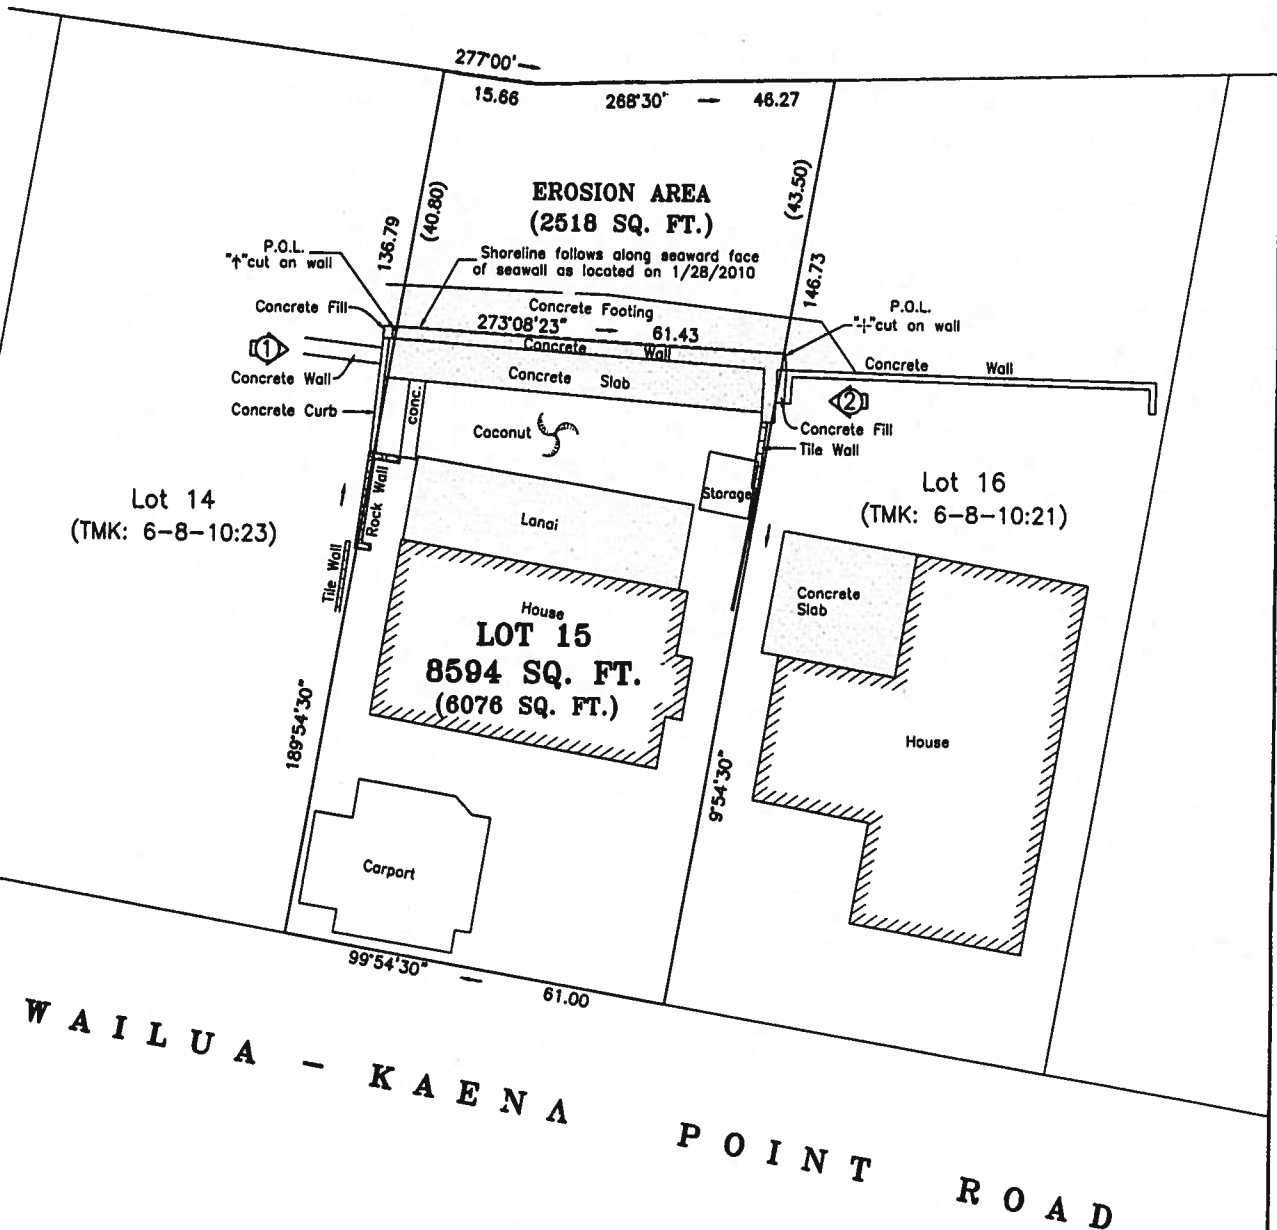 277°00'
15.66
268°30'
46.27
EROSION AREA
(2518 SQ. FT.)
(40.80)
(43.50)
136.79
146.73
P.O.L.
"↑"cut on wall
Shoreline follows along seaward face
of seawall as located on 1/28/2010
Concrete Fill
Concrete Footing
273°08'23"
61.43
P.O.L.
"+"cut on wall
1
Concrete Wall
Concrete Wall
Concrete Wall
Concrete Slab
Concrete Curb
conc.
2
Coconut
Concrete Fill
Tile Wall
Lot 14
(TMK: 6-8-10:23)
Rock Wall
Storage
Lot 16
(TMK: 6-8-10:21)
Lanai
Tile Wall
Concrete
Slab
House
LOT 15
8594 SQ. FT.
(6076 SQ. FT.)
189°54'30"
9°54'30"
House
Carport
99°54'30"
61.00
WAILUA - KAENA POINT ROAD